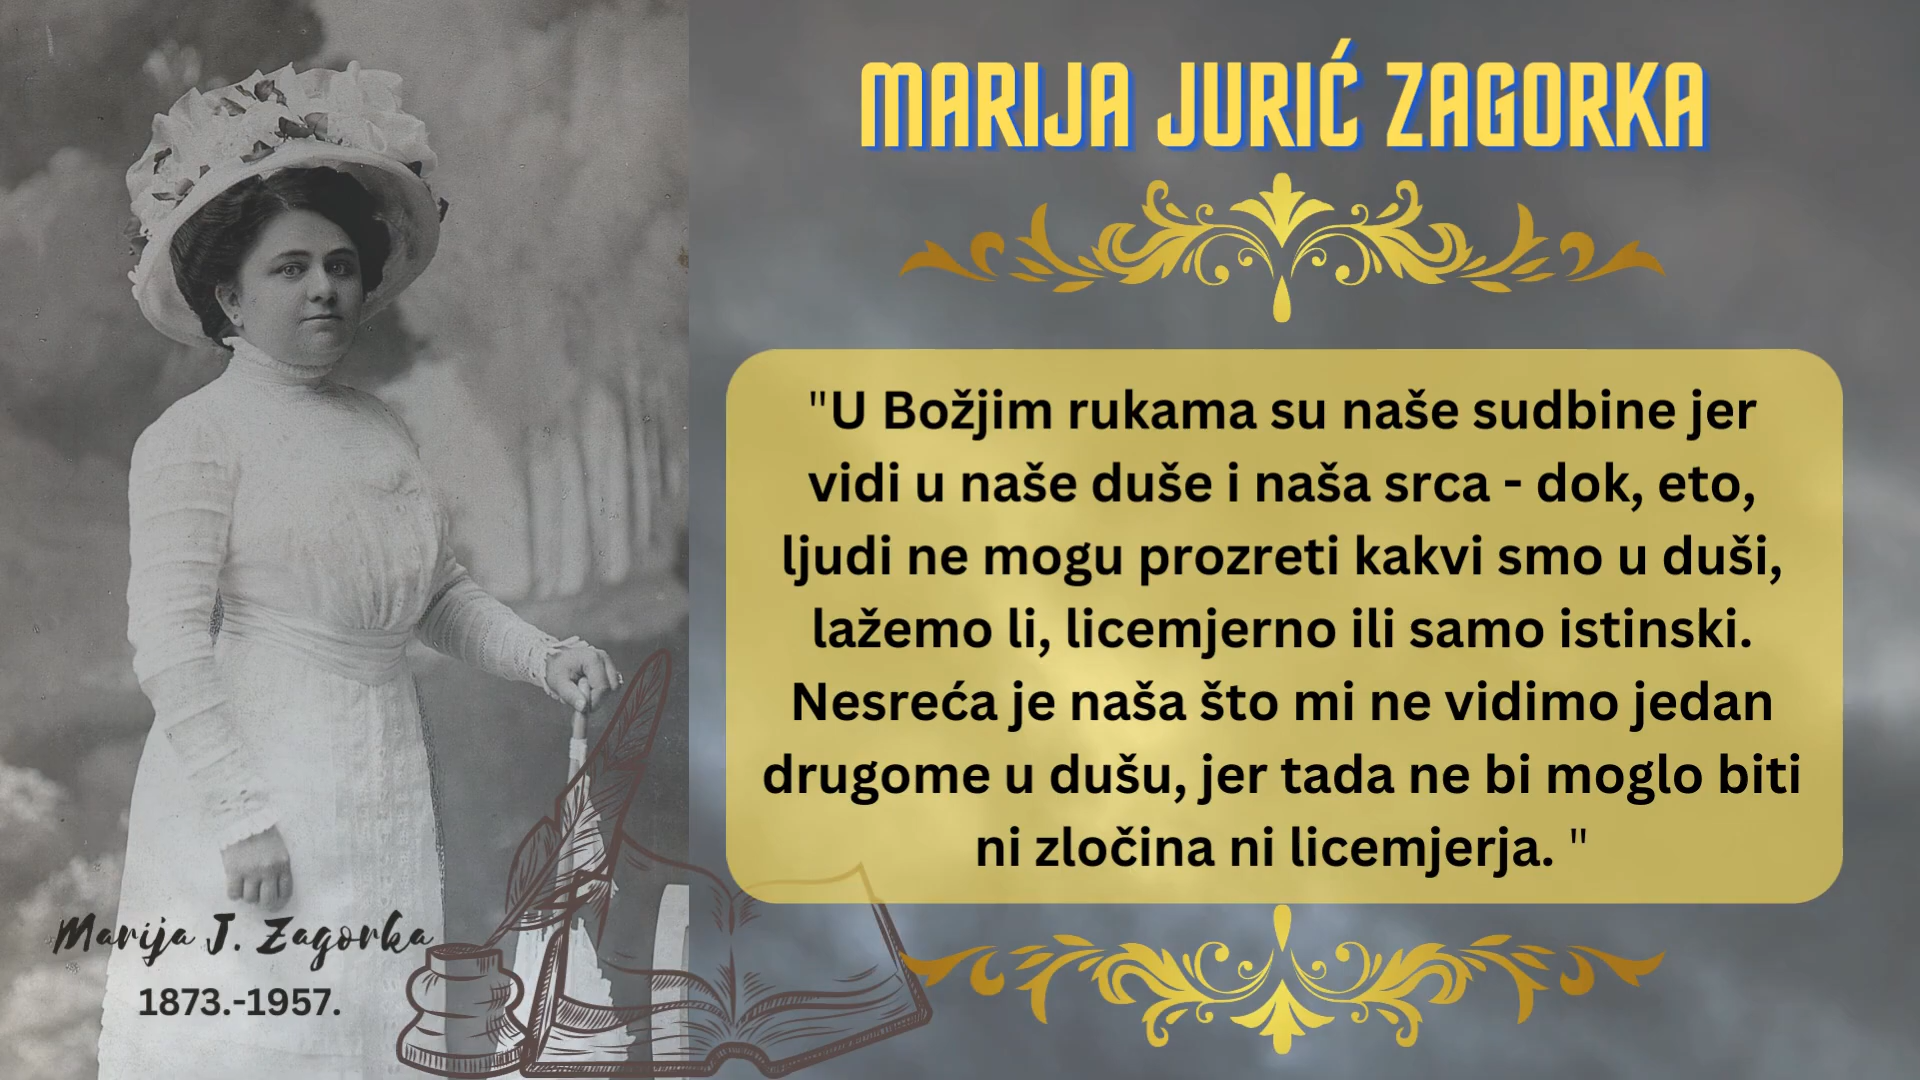 MARIJA JURIĆ ZAGORKA
"U Božjim rukama su naše sudbine jer
vidi u naše duše i naša srca - dok, eto,
ljudi ne mogu prozreti kakvi smo u duši,
lažemo li, licemjerno ili samo istinski.
Nesreća je naša što mi ne vidimo jedan
drugome u dušu, jer tada ne bi moglo biti
ni zločina ni licemjerja. "
Marija J. Zagorka
1873.-1957.